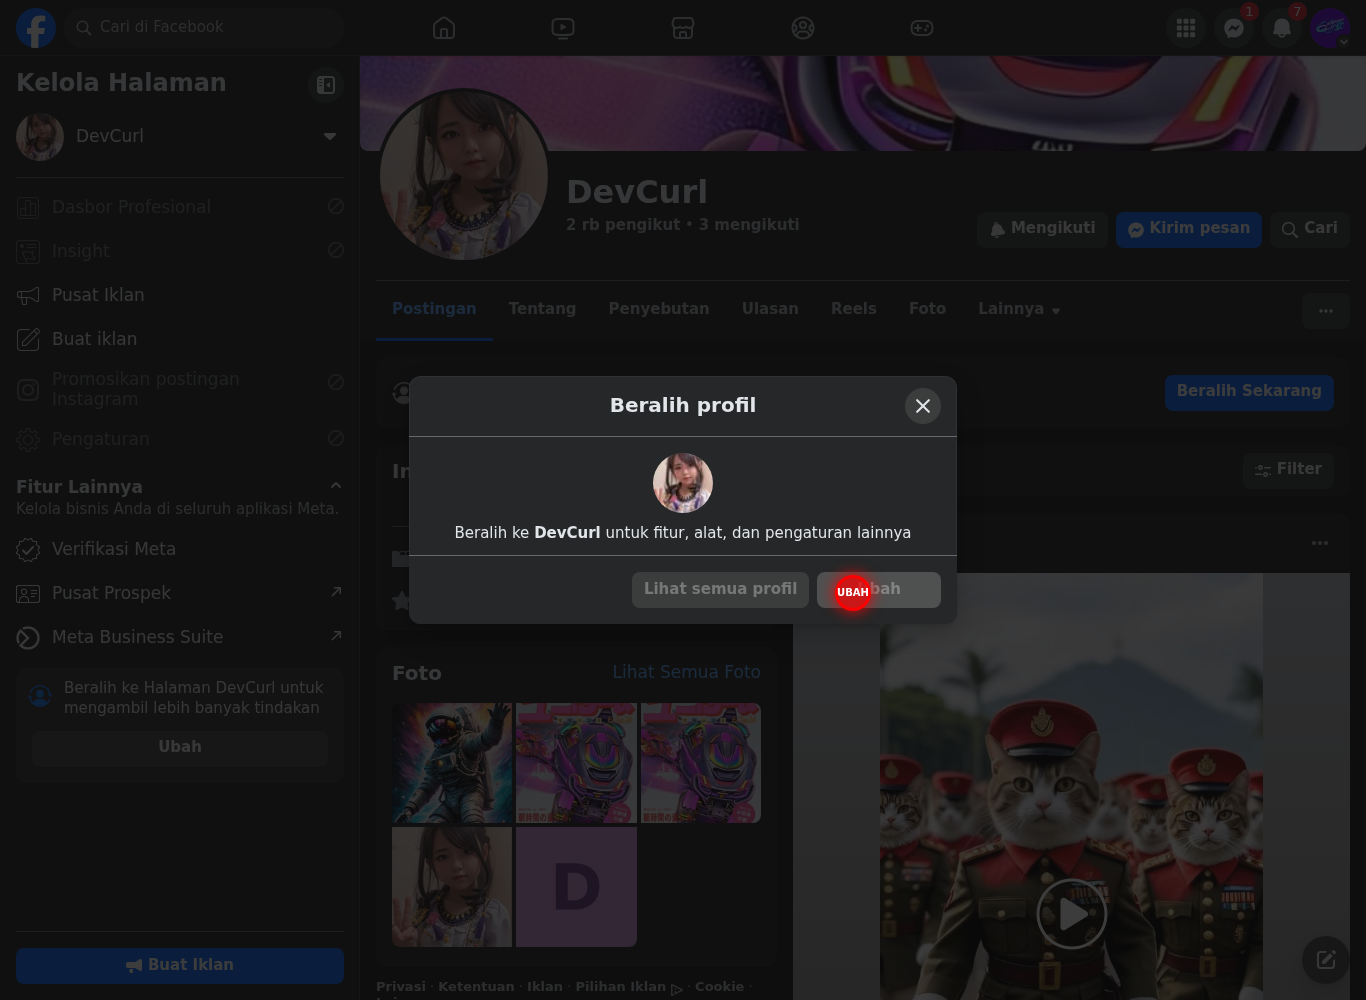 Cari di Facebook
1
7
Kelola Halaman
DevCurl
Dasbor Profesional
Insight
Pusat Iklan
Buat iklan
Promosikan postingan
Instagram
Pengaturan
Fitur Lainnya
Kelola bisnis Anda di seluruh aplikasi Meta.
Verifikasi Meta
Pusat Prospek
Meta Business Suite
Beralih ke Halaman DevCurl untuk
mengambil lebih banyak tindakan
Ubah
Buat Iklan
DevCurl
2 rb pengikut • 3 mengikuti
Mengikuti
Kirim pesan
Cari
Postingan
Tentang
Penyebutan
Ulasan
Reels
Foto
Lainnya
Beralih Sekarang
Filter
Beralih profil
Beralih ke DevCurl untuk fitur, alat, dan pengaturan lainnya
Lihat semua profil
UBAH
Foto
Lihat Semua Foto
D
Privasi · Ketentuan · Iklan · Pilihan Iklan · Cookie ·